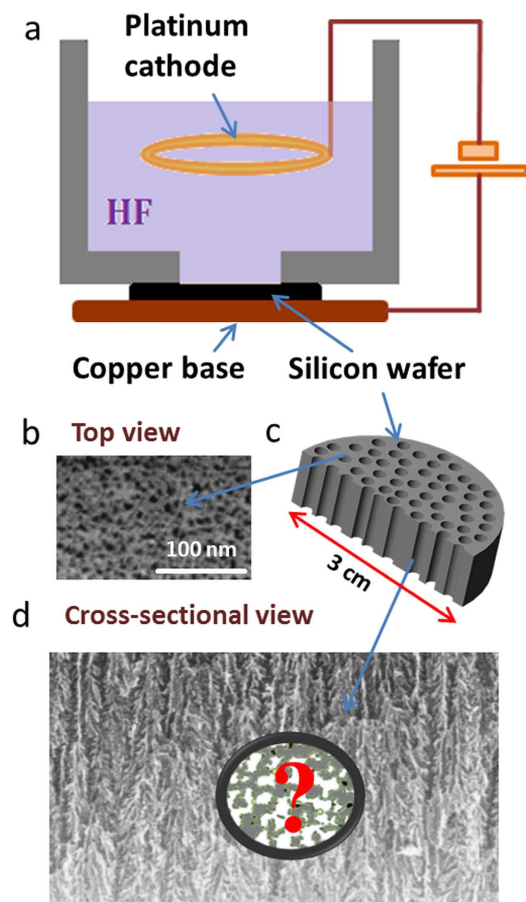 a
Platinum
cathode
HF
Copper base
Silicon wafer
b
Top view
c
100 nm
3 cm
d
Cross-sectional view
?